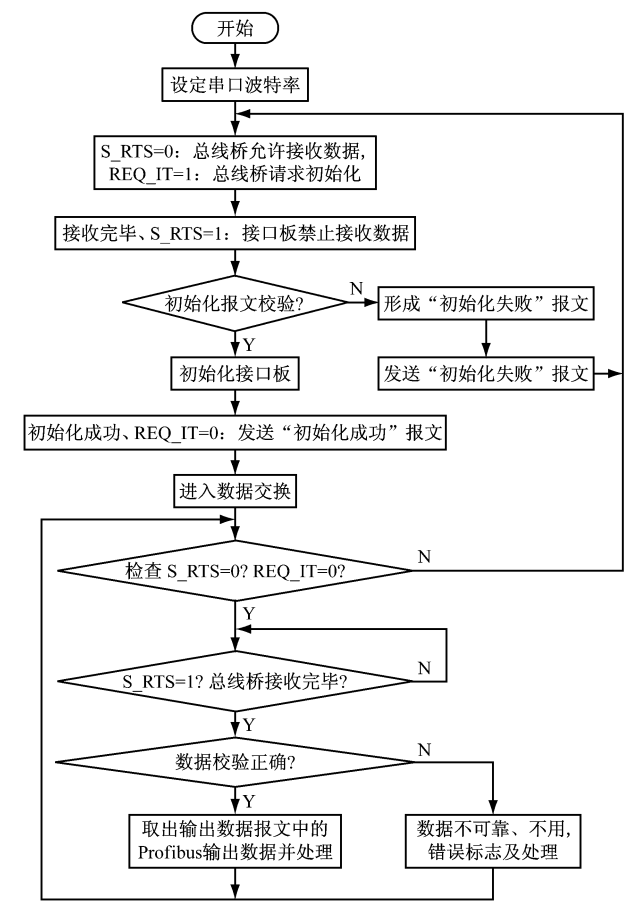 开始
设定串口波特率
S_RTS=0：总线桥允许接收数据，
REQ_IT=1：总线桥请求初始化
接收完毕、S_RTS=1：接口板禁止接收数据
初始化报文校验?
N
形成“初始化失败”报文
Y
初始化接口板
发送“初始化失败”报文
初始化成功、REQ_IT=0：发送“初始化成功”报文
进入数据交换
检查 S_RTS=0? REQ_IT=0?
N
Y
S_RTS=1? 总线桥接收完毕?
N
Y
数据校验正确?
N
Y
取出输出数据报文中的
Profibus输出数据并处理
数据不可靠、不用，
错误标志及处理